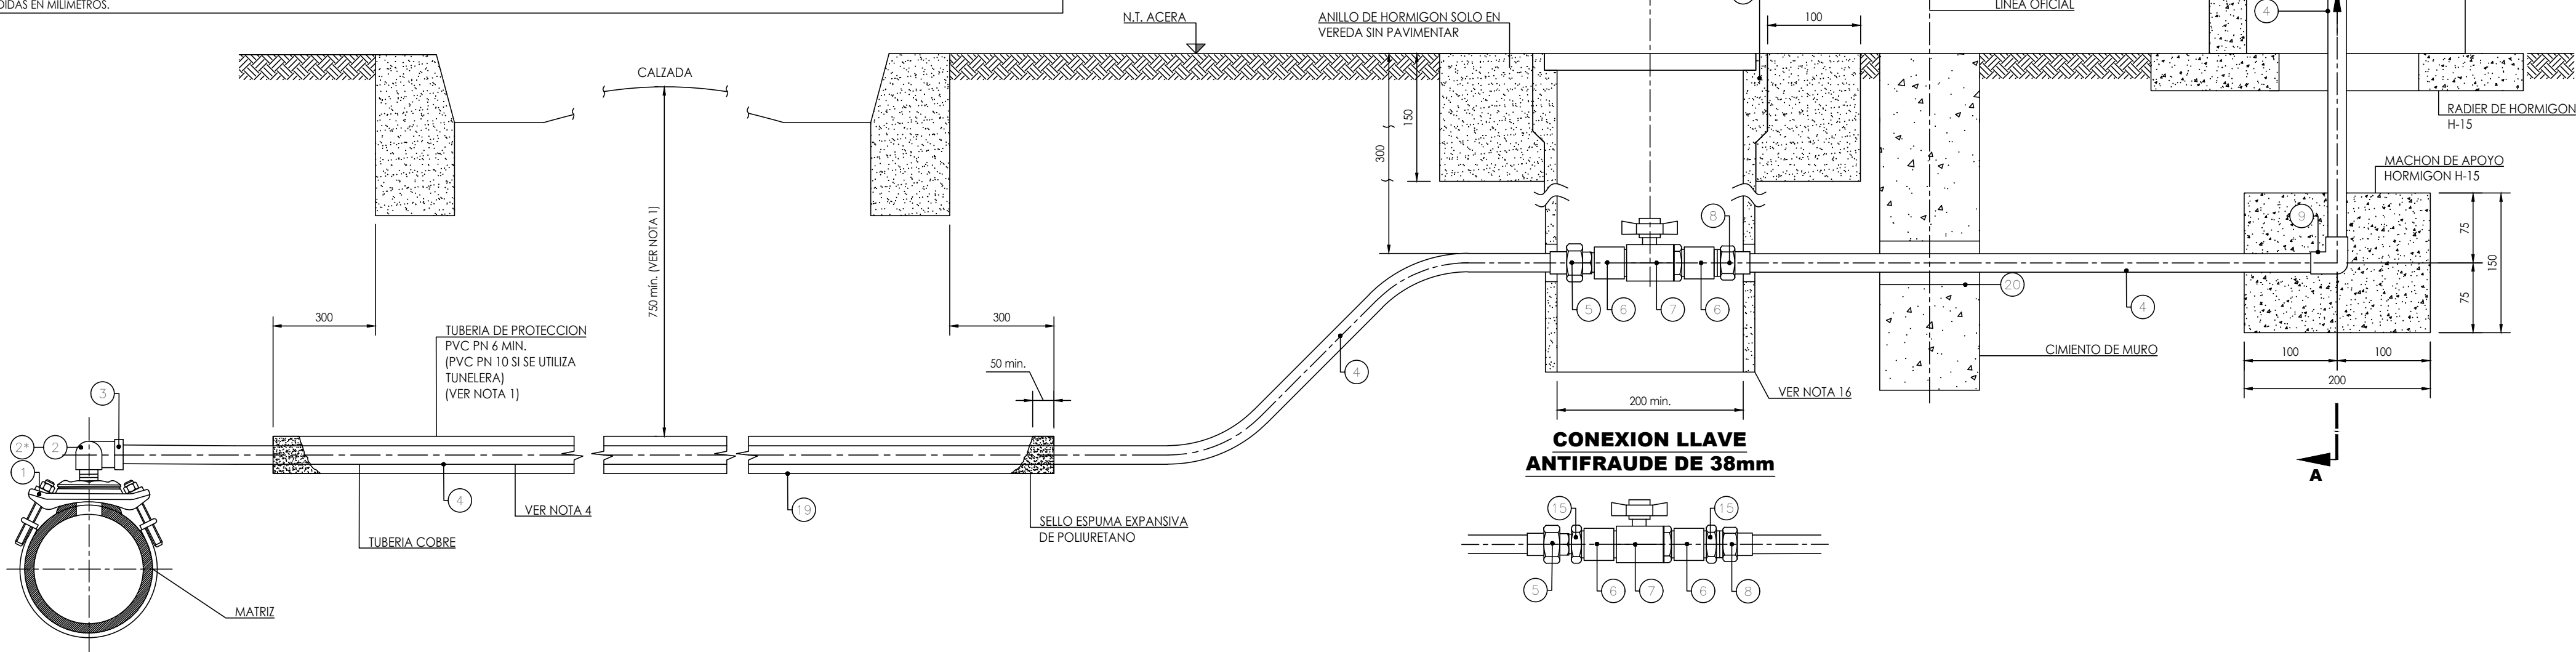 DIDAS EN MILIMETROS.
N.T. ACERA
ANILLO DE HORMIGON SOLO EN
VEREDA SIN PAVIMENTAR
100
LINEA OFICIAL
4
CALZADA
300
150
RADIER DE HORMIGON
H-15
MACHON DE APOYO
HORMIGON H-15
750 min. (VER NOTA 1)
8
9
75
150
75
20
4
5
6
7
6
300
TUBERIA DE PROTECCION
PVC PN 6 MIN.
(PVC PN 10 SI SE UTILIZA
TUNELERA)
(VER NOTA 1)
300
50 min.
4
CIMIENTO DE MURO
100
100
200
VER NOTA 16
200 min.
3
2*
2
1
CONEXION LLAVE
ANTIFRAUDE DE 38mm
A
4
VER NOTA 4
19
SELLO ESPUMA EXPANSIVA
DE POLIURETANO
TUBERIA COBRE
15
15
5
6
7
6
8
MATRIZ